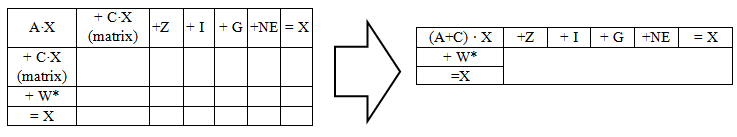 A·X + C·X (matrix) +Z + I + G +NE = X
+ C·X (matrix)
+ W*
= X
(A+C) · X +Z + I + G +NE = X
+ W*
=X